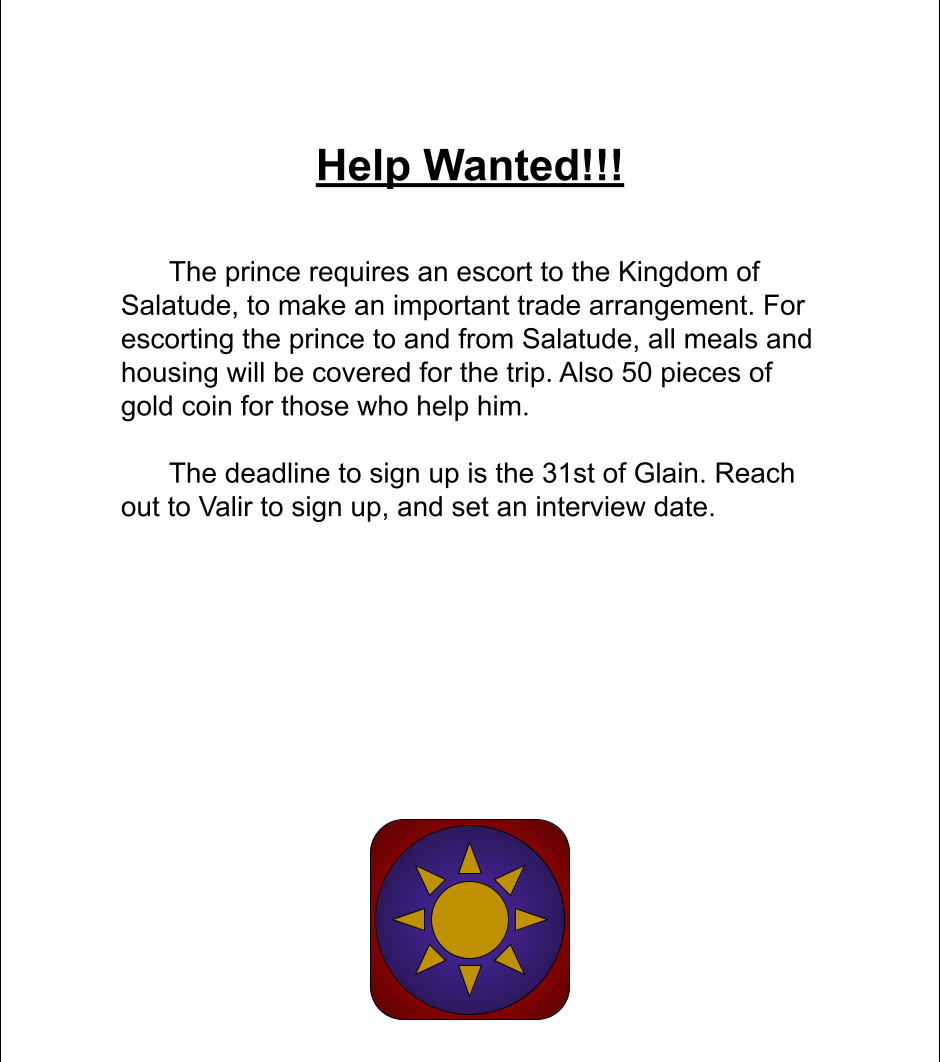 Help Wanted!!!
The prince requires an escort to the Kingdom of
Salatude, to make an important trade arrangement. For
escorting the prince to and from Salatude, all meals and
housing will be covered for the trip. Also 50 pieces of
gold coin for those who help him.
The deadline to sign up is the 31st of Glain. Reach
out to Valir to sign up, and set an interview date.